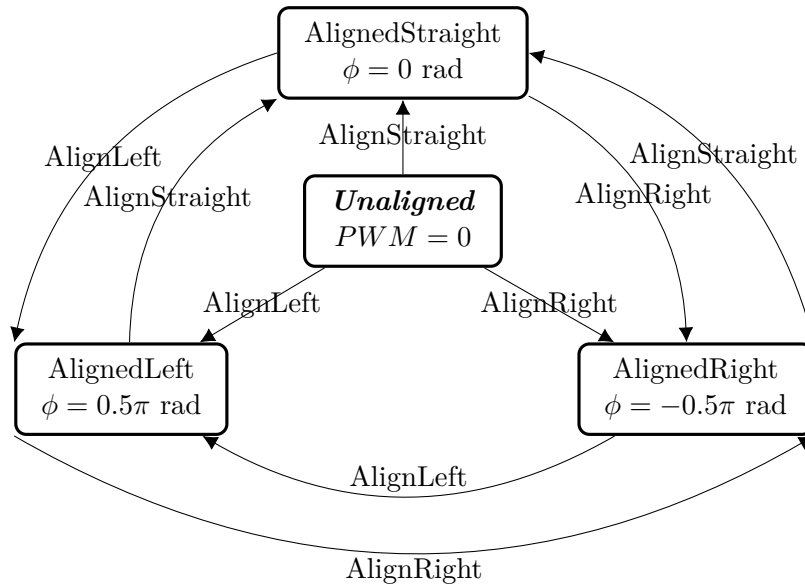 AlignedStraight
ϕ = 0 rad
AlignStraight
AlignLeft
AlignStraight
AlignStraight
AlignRight
Unaligned
PWM = 0
AlignLeft
AlignRight
AlignedLeft
ϕ = 0.5π rad
AlignedRight
ϕ = −0.5π rad
AlignLeft
AlignRight